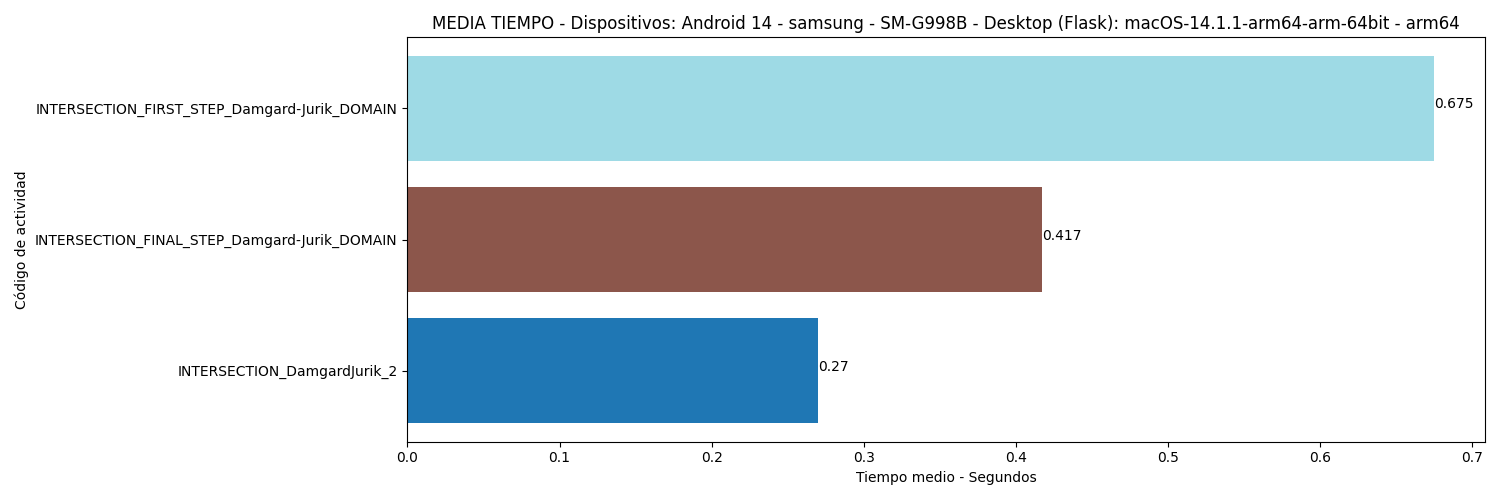 MEDIA TIEMPO - Dispositivos: Android 14 - samsung - SM-G998B - Desktop (Flask): macOS-14.1.1-arm64-arm-64bit - arm64
Código de actividad
INTERSECTION_FIRST_STEP_Damgard-Jurik_DOMAIN
0.675
INTERSECTION_FINAL_STEP_Damgard-Jurik_DOMAIN
0.417
INTERSECTION_DamgardJurik_2
0.27
0.0 0.1 0.2 0.3 0.4 0.5 0.6 0.7
Tiempo medio - Segundos